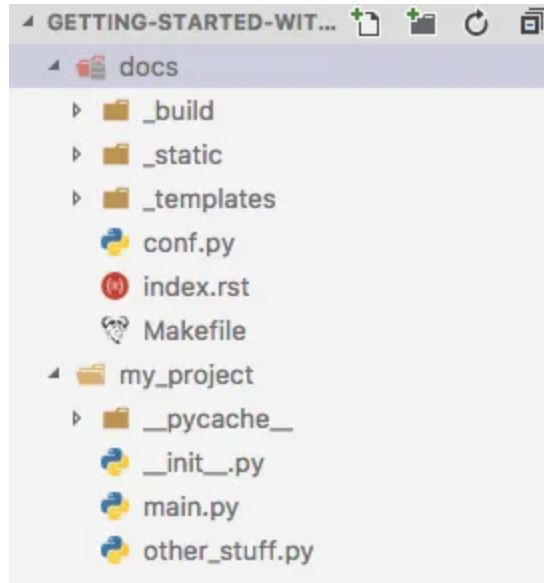 GETTING-STARTED-WIT...
docs
_build
_static
_templates
conf.py
index.rst
Makefile
my_project
__pycache__
__init__.py
main.py
other_stuff.py